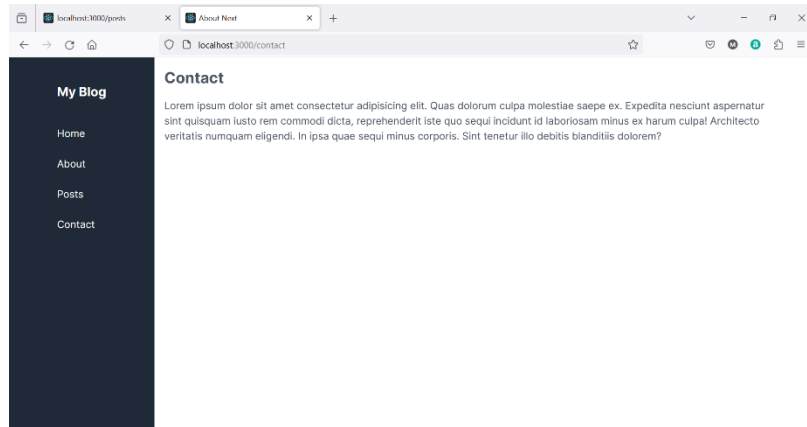 localhost:3000/posts
About Next
localhost:3000/contact
M
a
My Blog
Home
About
Posts
Contact
Contact
Lorem ipsum dolor sit amet consectetur adipisicing elit. Quas dolorum culpa molestiae saepe ex. Expedita nesciunt aspernatur
sint quisquam iusto rem commodi dicta, reprehenderit iste quo sequi incidunt id laboriosam minus ex harum culpa! Architecto
veritatis numquam eligendi. In ipsa quae sequi minus corporis. Sint tenetur illo debitis blanditiis dolorem?